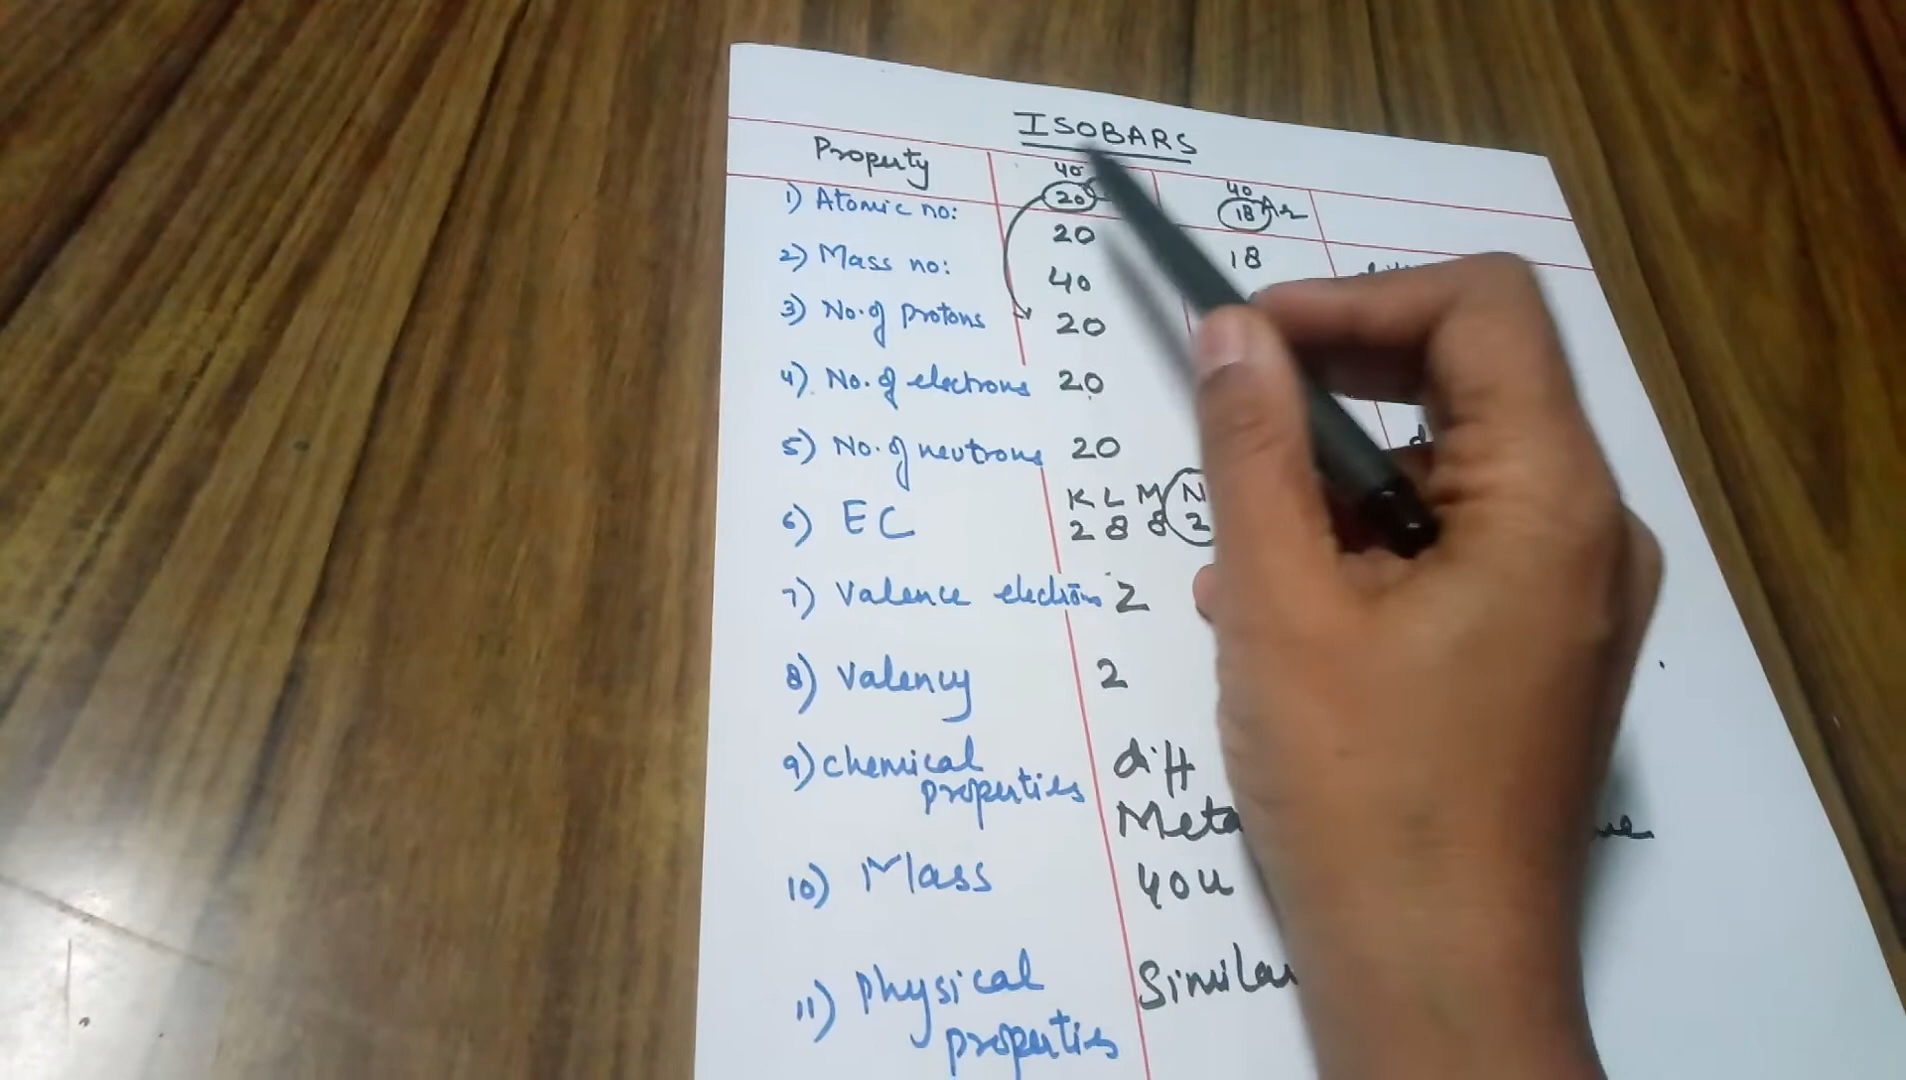 ISOBARS
Property
40
20
40
18 Ar
1) Atomic no: 20 18
2) Mass no: 40
3) No. of Protons 20
4) No. of electrons 20
5) No. of neutrons 20
K L M N
6) EC 2 8 8 2
7) Valence electrons 2
8) Valency 2
9) Chemical properties diff
10) Mass 40u
11) Physical properties Similar